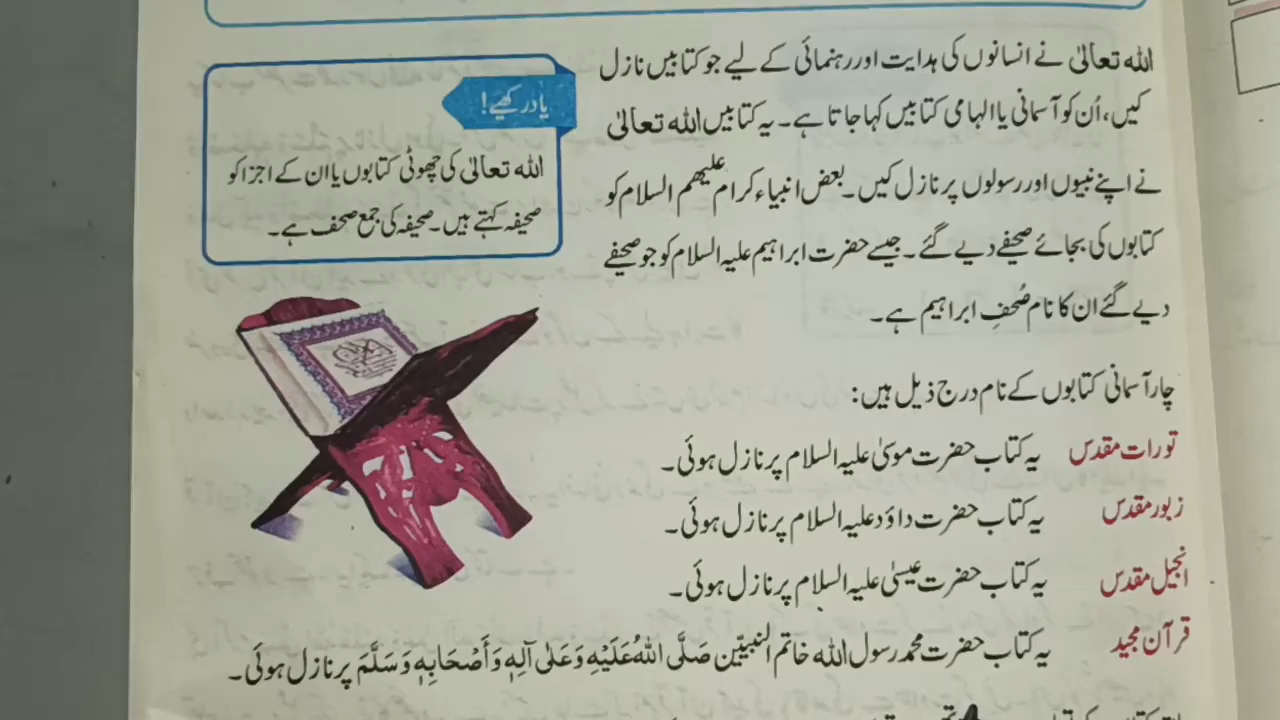 اللہ تعالیٰ نے انسانوں کی ہدایت اور رہنمائی کے لیے جو کتابیں نازل
کیں، اُن کو آسمانی یا الہامی کتابیں کہا جاتا ہے۔ یہ کتابیں اللہ تعالیٰ
نے اپنے نبیوں اور رسولوں پر نازل کیں۔ بعض انبیاء کرام علیھم السلام کو
کتابوں کی بجائے صحیفے دیے گئے۔ جیسے حضرت ابراہیم علیہ السلام کو جو صحیفے
دیے گئے ان کا نام صُحفِ ابراہیم ہے۔
یاد رکھیے!
اللہ تعالیٰ کی چھوٹی کتابوں یا ان کے اجزا کو
صحیفہ کہتے ہیں۔ صحیفہ کی جمع صحف ہے۔
چار آسمانی کتابوں کے نام درج ذیل ہیں:
تورات مقدس یہ کتاب حضرت موسیٰ علیہ السلام پر نازل ہوئی۔
زبور مقدس یہ کتاب حضرت داؤد علیہ السلام پر نازل ہوئی۔
انجیل مقدس یہ کتاب حضرت عیسیٰ علیہ السلام پر نازل ہوئی۔
قرآن مجید یہ کتاب حضرت محمد رسول اللہ خاتم النبیّین صَلَّی اللہُ عَلَیْہِ وَعَلٰی آلِہٖ وَأَصْحَابِہٖ وَسَلَّمَ پر نازل ہوئی۔